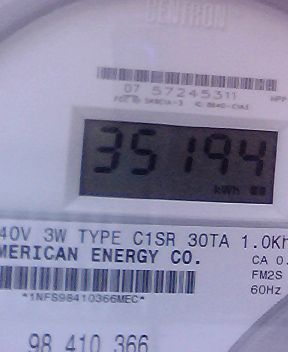 CENTRON
07 57245311
35194
kWh
40V 3W TYPE C1SR 30TA 1.0Kh
MERICAN ENERGY CO.
CA 0.
FM2S
*1NFS98410366MEC*
60Hz
98 410 366